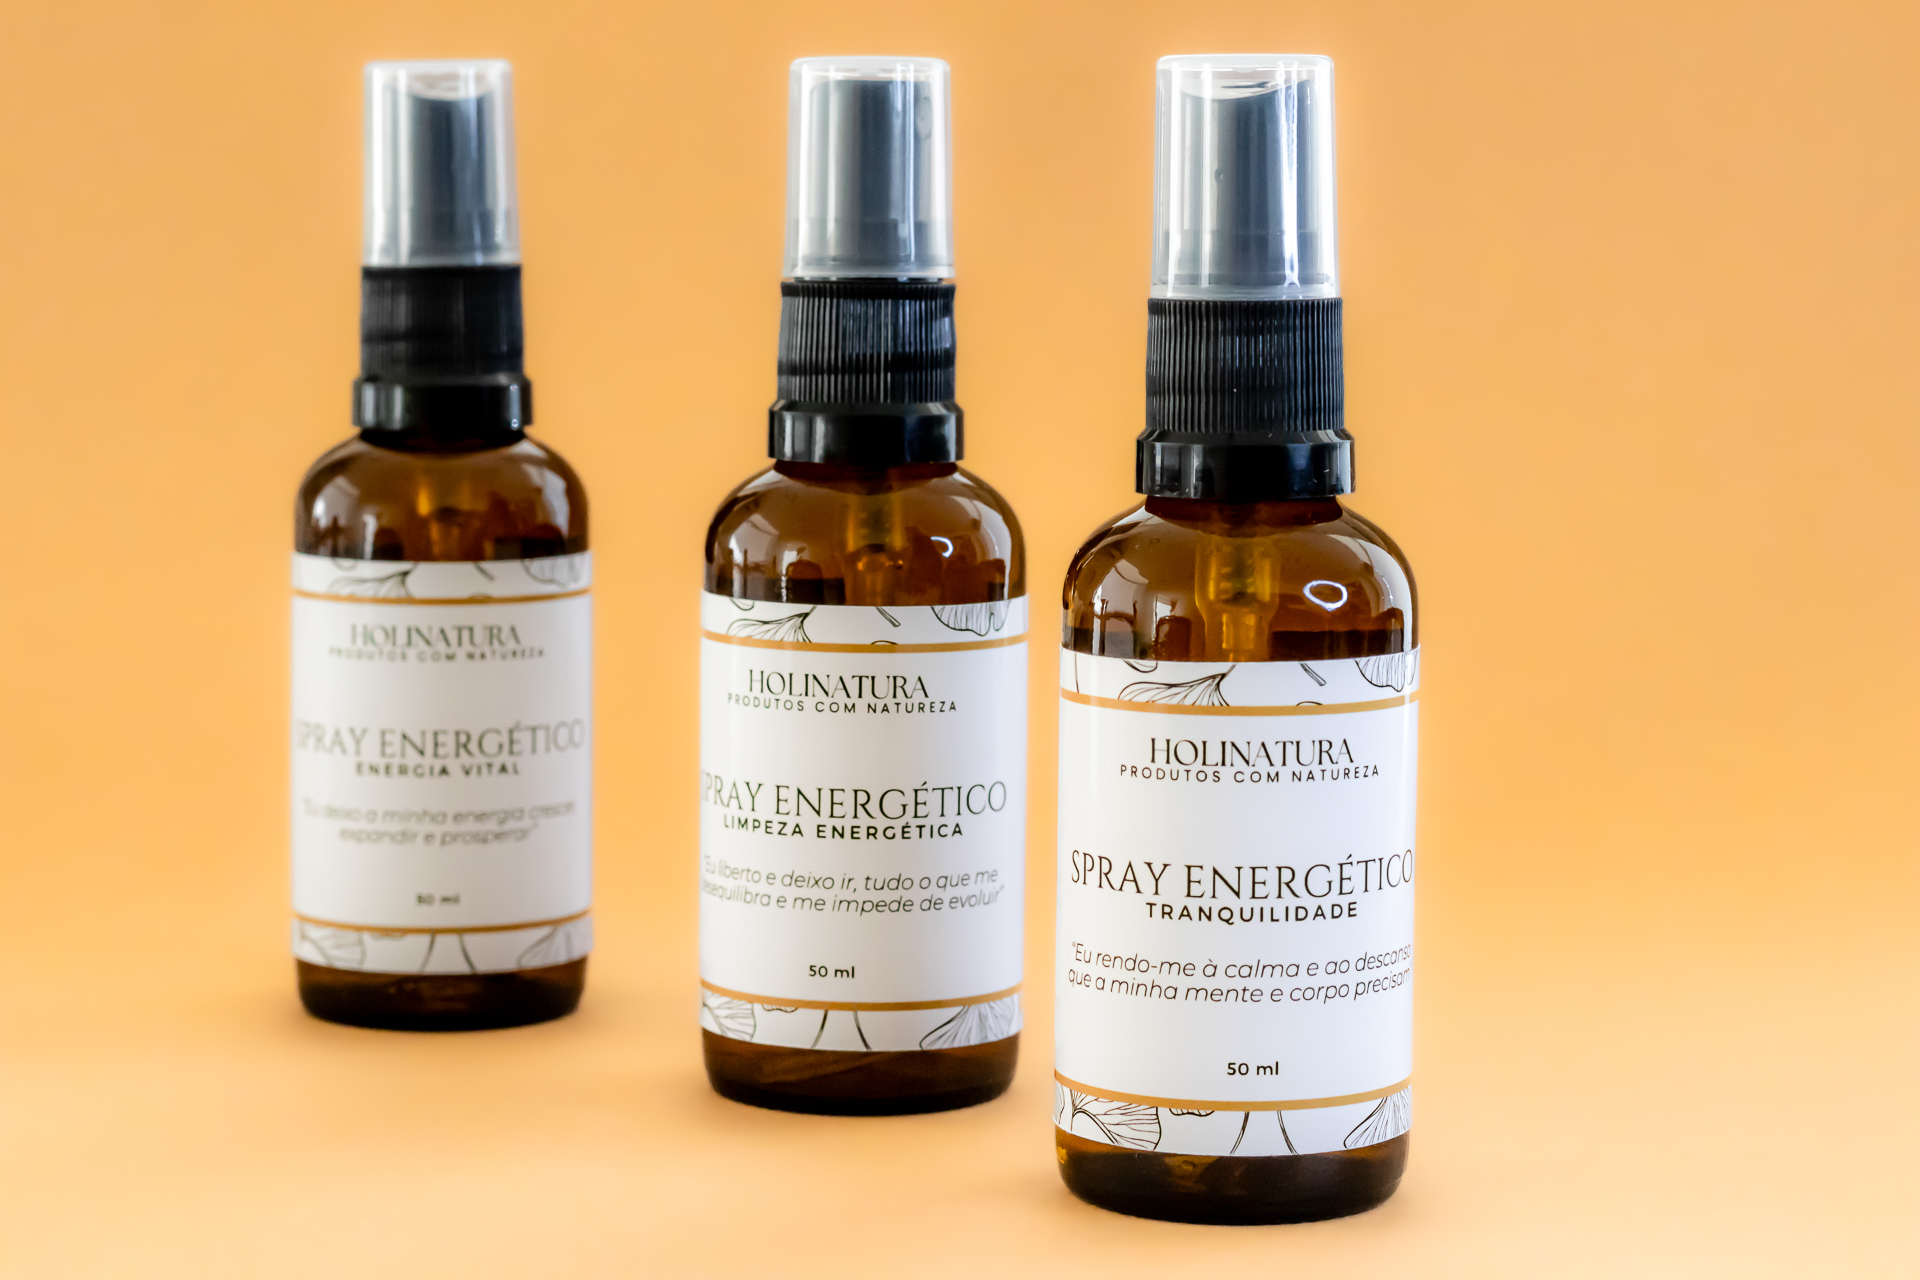 HOLINATURA
PRODUTOS COM NATUREZA
SPRAY ENERGÉTICO
ENERGIA VITAL
"Eu deixo a minha energia crescer
expandir e prosperar"
50 ml
HOLINATURA
PRODUTOS COM NATUREZA
SPRAY ENERGÉTICO
LIMPEZA ENERGÉTICA
"Eu liberto e deixo ir, tudo o que me
desequilibra e me impede de evoluir"
50 ml
HOLINATURA
PRODUTOS COM NATUREZA
SPRAY ENERGÉTICO
TRANQUILIDADE
"Eu rendo-me à calma e ao descanso
que a minha mente e corpo precisam"
50 ml